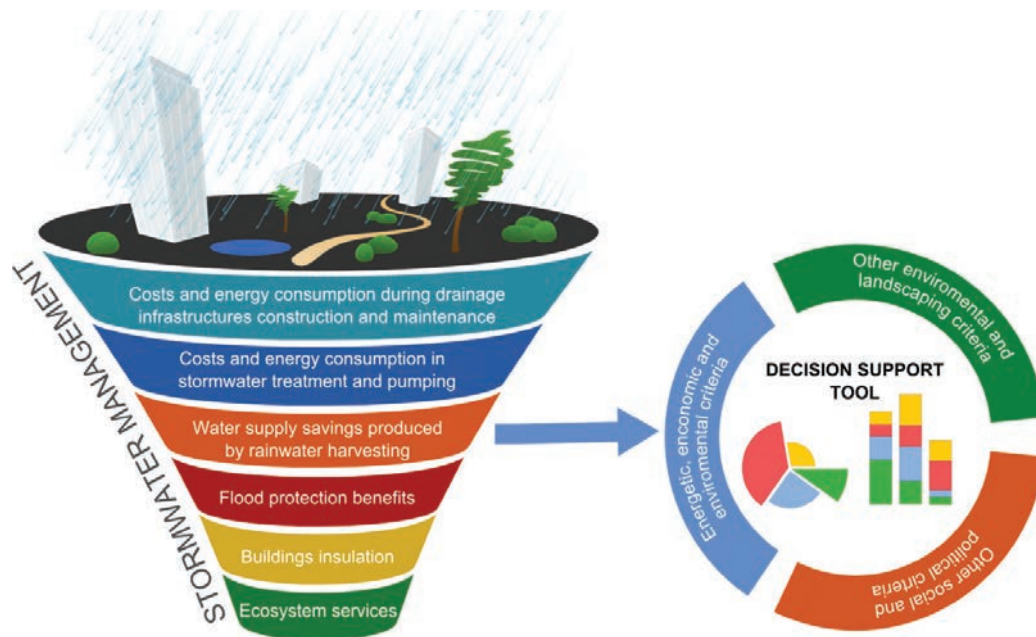 STORMWATER MANAGEMENT
Costs and energy consumption during drainage
infrastructures construction and maintenance
Costs and energy consumption in
stormwater treatment and pumping
Water supply savings produced
by rainwater harvesting
Flood protection benefits
Buildings insulation
Ecosystem services
Energetic, enconomic and
enviromental criteria
Other enviromental and
landscaping criteria
DECISION SUPPORT
TOOL
Other social and
political cirteria